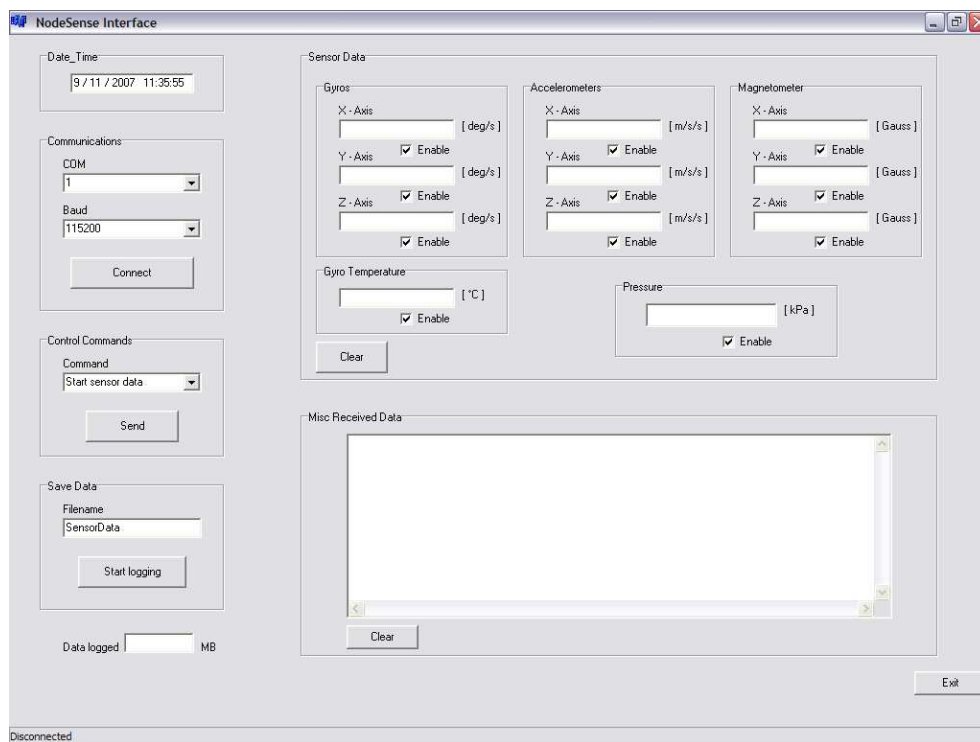 NodeSense Interface
Date_Time
9 / 11 / 2007 11:35:55
Communications
COM
1
Baud
115200
Connect
Control Commands
Command
Start sensor data
Send
Save Data
Filename
SensorData
Start logging
Data logged MB
Sensor Data
Gyros
X - Axis
[ deg/s ]
Enable
Y - Axis
[ deg/s ]
Enable
Z - Axis
[ deg/s ]
Enable
Accelerometers
X - Axis
[ m/s/s ]
Enable
Y - Axis
[ m/s/s ]
Enable
Z - Axis
[ m/s/s ]
Enable
Magnetometer
X - Axis
[ Gauss ]
Enable
Y - Axis
[ Gauss ]
Enable
Z - Axis
[ Gauss ]
Enable
Gyro Temperature
[ °C ]
Enable
Pressure
[ kPa ]
Enable
Clear
Misc Received Data
Clear
Exit
Disconnected